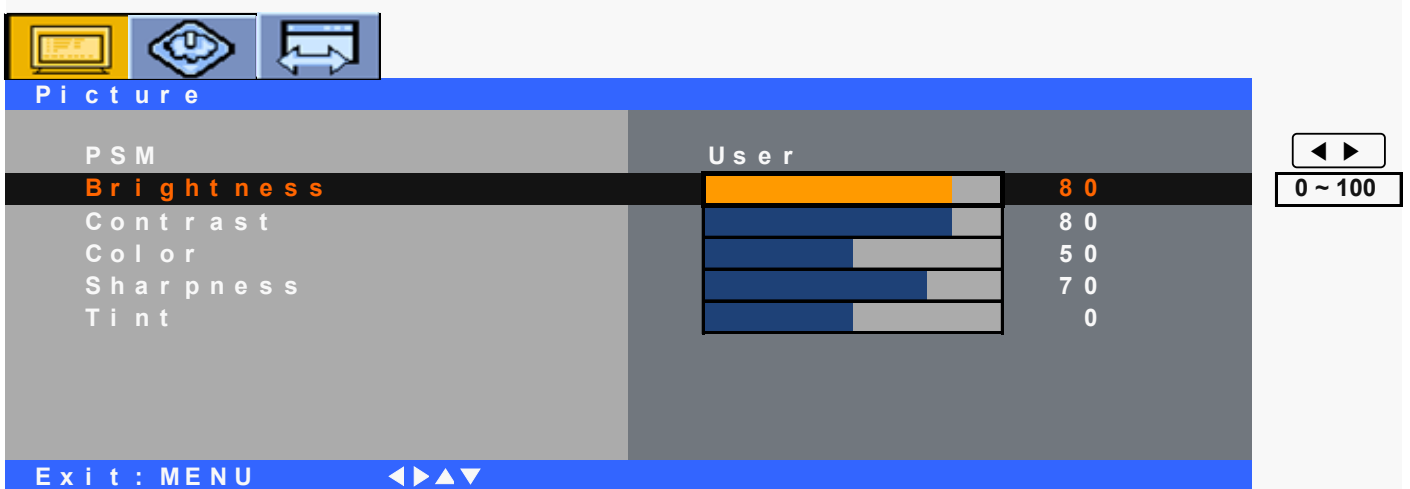 Picture
PSM User
Brightness 80 0 ~ 100
Contrast 80
Color 50
Sharpness 70
Tint 0
Exit: MENU ◀▶▲▼